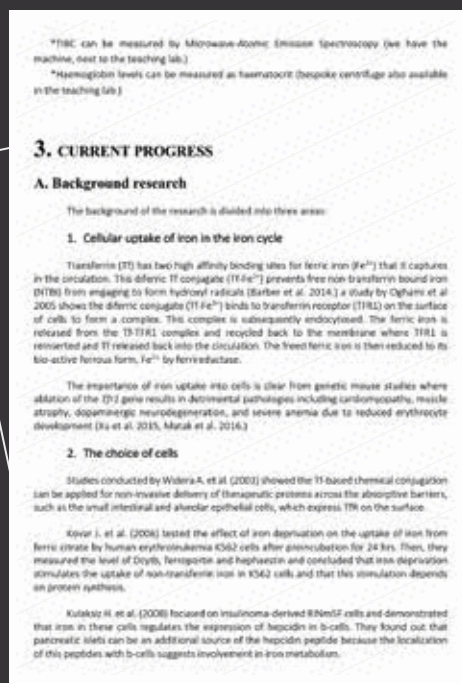 *TIBC can be measured by Microwave-Atomic Emission Spectroscopy (we have the
machine, next to the teaching lab.)
*Haemoglobin levels can be measured as haematocrit (bespoke centrifuge also available
in the teaching lab.)
3. CURRENT PROGRESS
A. Background research
The background of the research is divided into three areas:
1. Cellular uptake of iron in the iron cycle
Transferrin (Tf) has two high affinity binding sites for ferric iron (Fe³⁺) that it captures
in the circulation. This diferric Tf conjugate (Tf-Fe³⁺) prevents free non-transferrin bound iron
(NTBI) from engaging to form hydroxyl radicals (Barber et al. 2014.) a study by Oghami et al
2005 shows the diferric conjugate (Tf-Fe³⁺) binds to transferrin receptor (TFR1) on the surface
of cells to form a complex. This complex is subsequently endocytosed. The ferric iron is
released from the Tf-TFR1 complex and recycled back to the membrane where TFR1 is
reinserted and Tf released back into the circulation. The freed ferric iron is then reduced to its
bio-active ferrous form, Fe²⁺ by ferrireductase.
The importance of iron uptake into cells is clear from genetic mouse studies where
ablation of the gene results in detrimental pathologies including cardiomyopathy, muscle
atrophy, dopaminergic neurodegeneration, and severe anemia due to reduced erythrocyte
development (Xu et al. 2015, Matak et al. 2016.)
2. The choice of cells
Studies conducted by Widera A. et al. (2003) showed the Tf-based chemical conjugation
can be applied for non-invasive delivery of therapeutic proteins across the absorptive barriers,
such as the small intestinal and alveolar epithelial cells, which express TfR on the surface.
Kovar J. et al. (2006) tested the effect of iron deprivation on the uptake of iron from
ferric citrate by human erythroleukemia K562 cells after preincubation for 24 hrs. Then, they
measured the level of Dcytb, ferroportin and hephaestin and concluded that iron deprivation
stimulates the uptake of non-transferrin iron in K562 cells and that this stimulation depends
on protein synthesis.
Kulaksiz H. et al. (2008) focused on insulinoma-derived RINm5F cells and demonstrated
that iron in these cells regulates the expression of hepcidin in b-cells. They found out that
pancreatic islets can be an additional source of the hepcidin peptide because the localization
of this peptides with b-cells suggests involvement in iron metabolism.